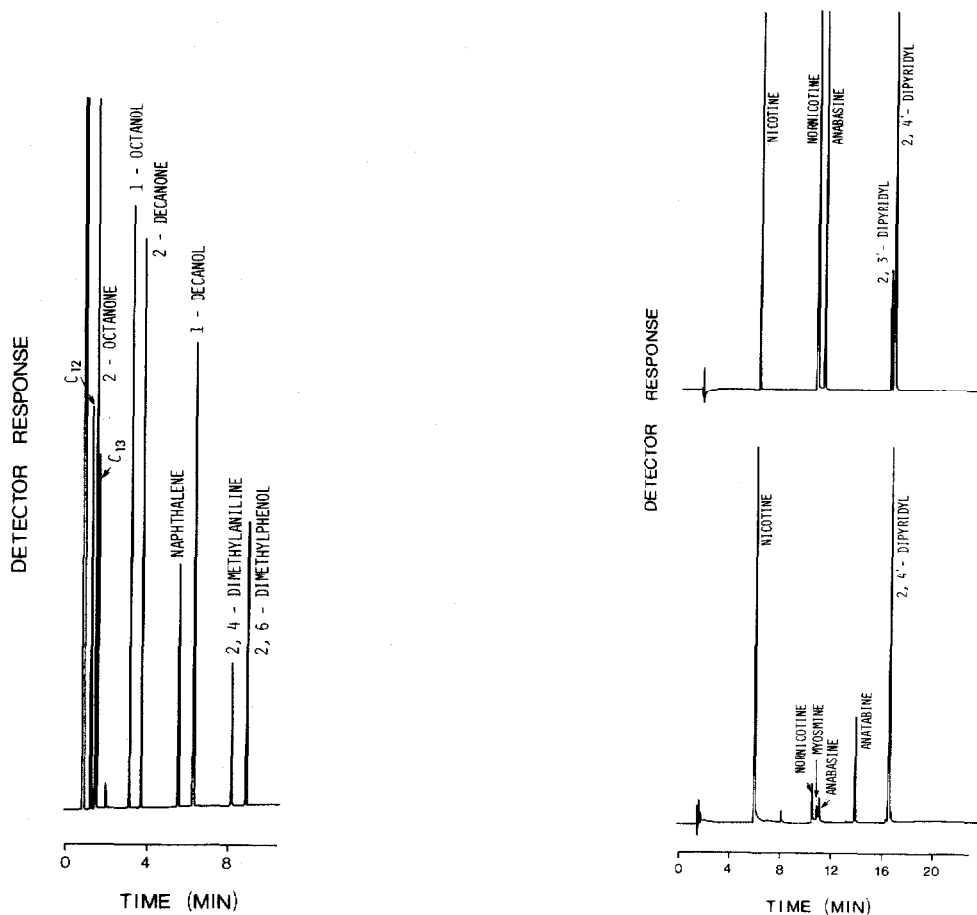 DETECTOR RESPONSE
C12
2 - OCTANONE
C13
1 - OCTANOL
2 - DECANONE
NAPHTHALENE
1 - DECANOL
2, 4 - DIMETHYLANILINE
2, 6 - DIMETHYLPHENOL
0 4 8
TIME (MIN)
DETECTOR RESPONSE
NICOTINE
NORNICOTINE
ANABASINE
2, 3'- DIPYRIDYL
2, 4'- DIPYRIDYL
NICOTINE
NORNICOTINE
MYOSMINE
ANABASINE
ANATABINE
2, 4'- DIPYRIDYL
0 4 8 12 16 20
TIME (MIN)